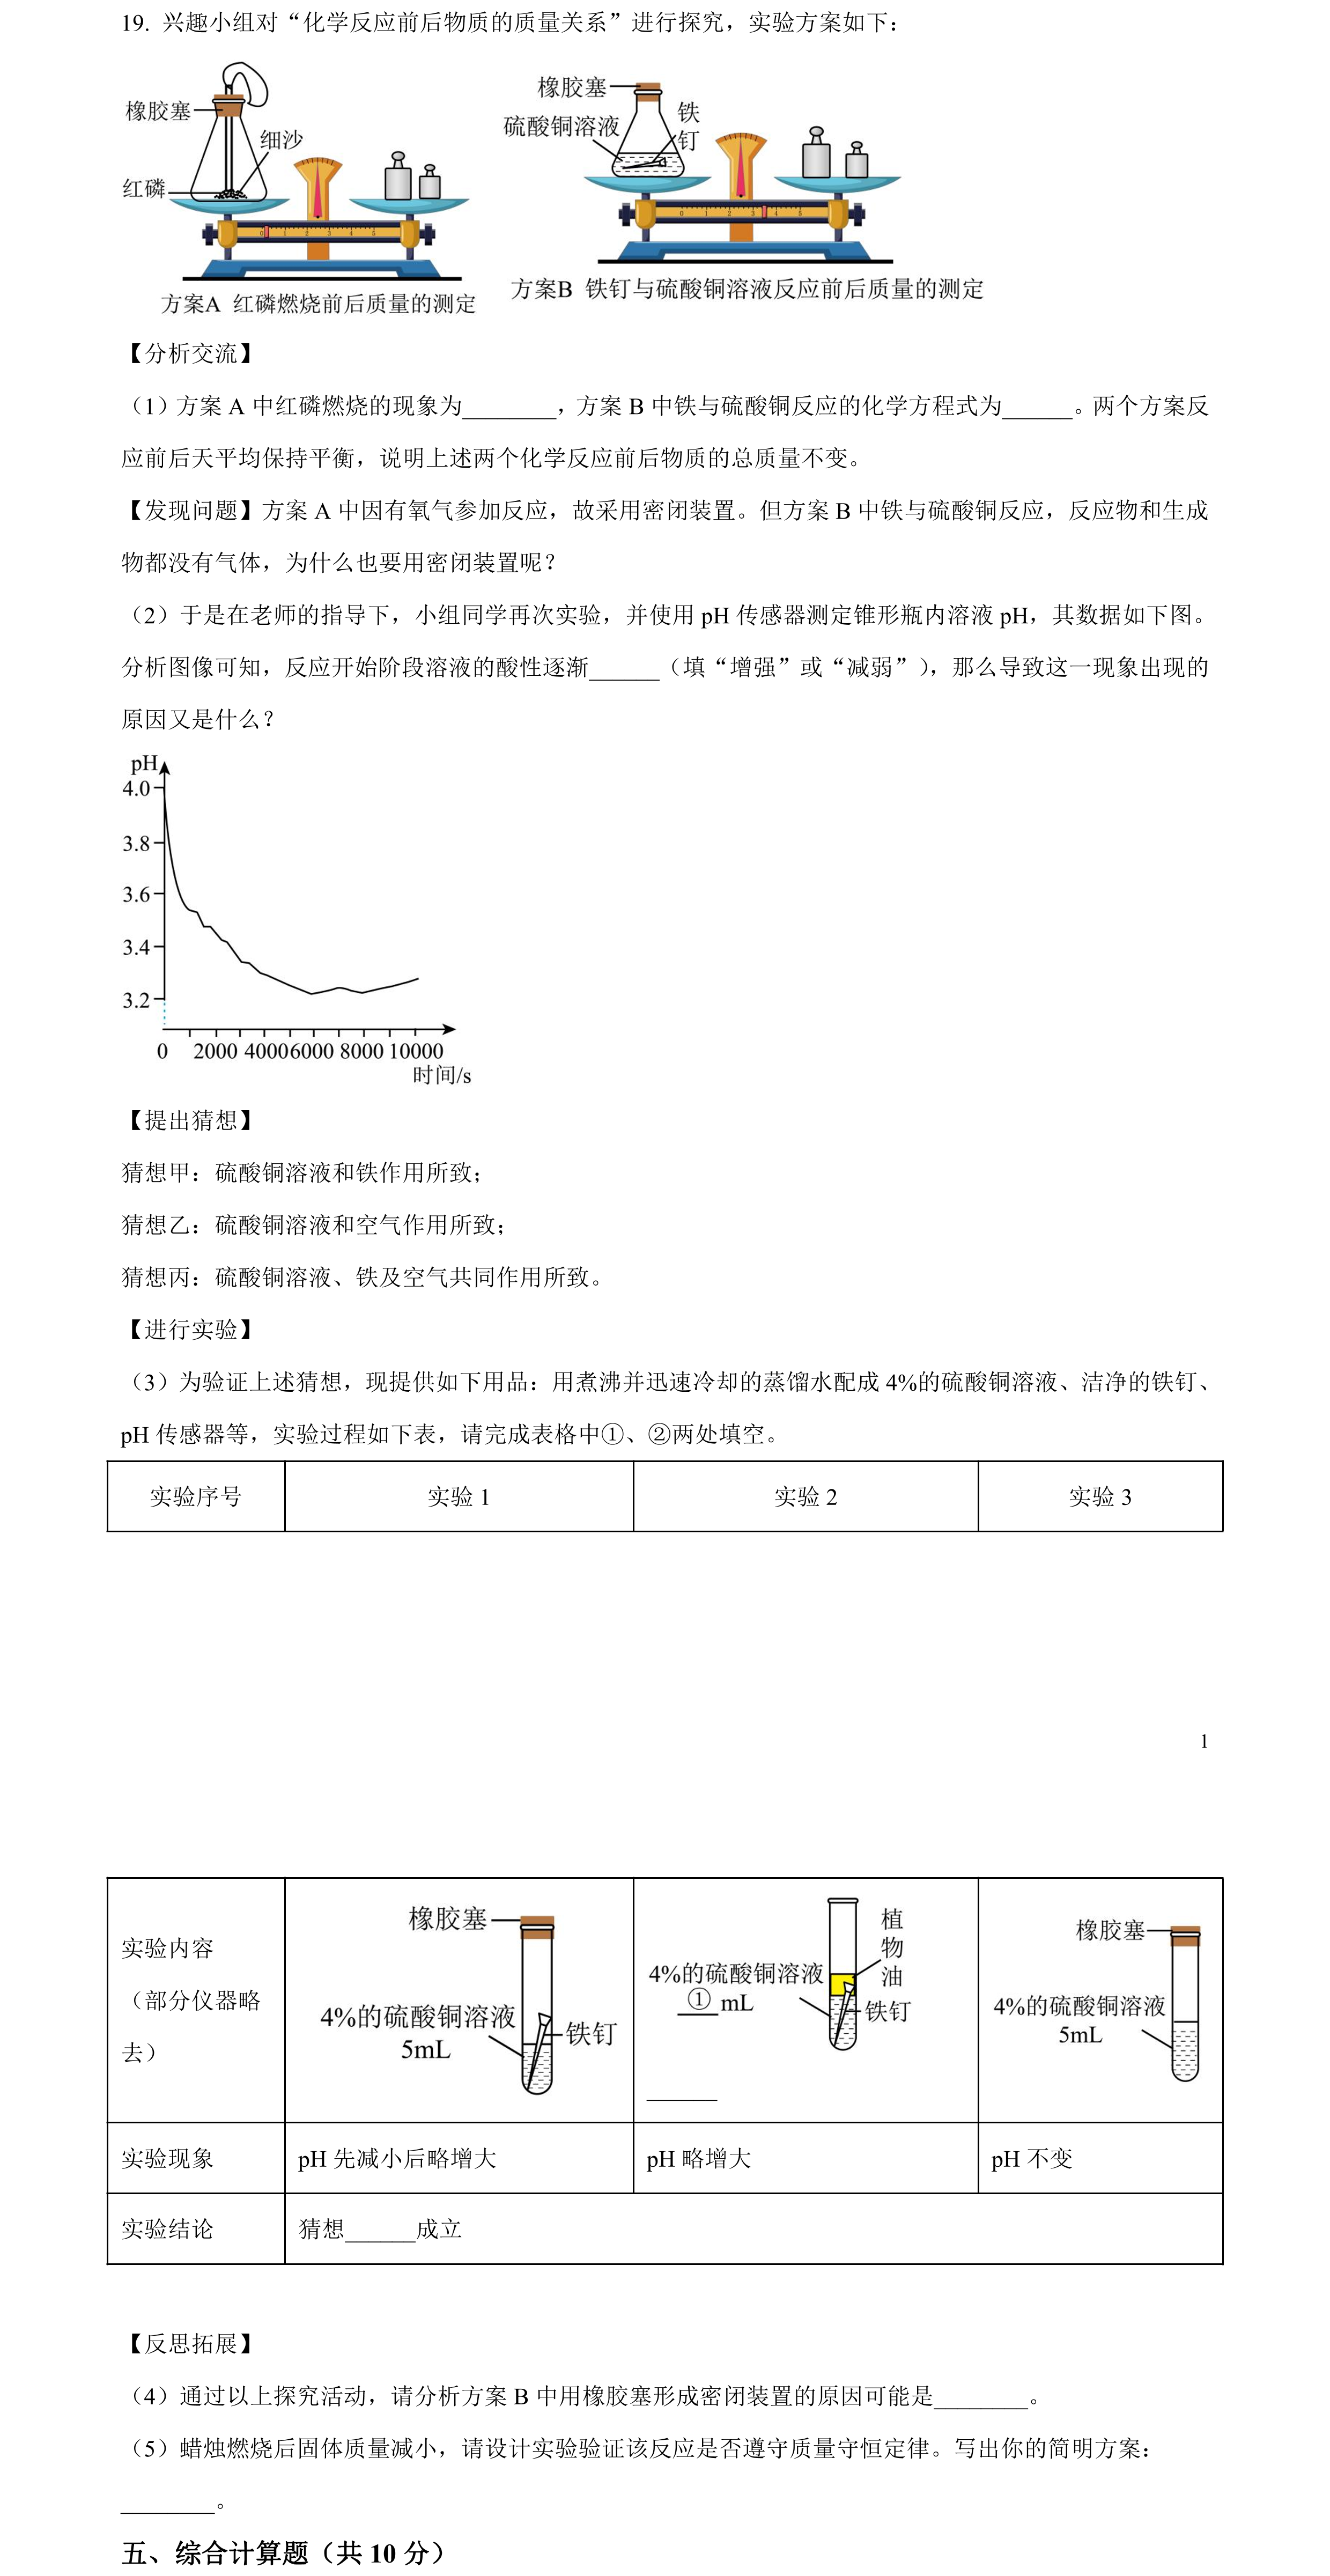 19. 兴趣小组对“化学反应前后物质的质量关系”进行探究，实验方案如下：
橡胶塞
细沙
红磷
0 1 2 3 4 5
方案A 红磷燃烧前后质量的测定
橡胶塞
硫酸铜溶液
铁
钉
0 1 2 3 4 5
方案B 铁钉与硫酸铜溶液反应前后质量的测定
【分析交流】
（1）方案 A 中红磷燃烧的现象为________，方案 B 中铁与硫酸铜反应的化学方程式为______。两个方案反
应前后天平均保持平衡，说明上述两个化学反应前后物质的总质量不变。
【发现问题】方案 A 中因有氧气参加反应，故采用密闭装置。但方案 B 中铁与硫酸铜反应，反应物和生成
物都没有气体，为什么也要用密闭装置呢？
（2）于是在老师的指导下，小组同学再次实验，并使用 pH 传感器测定锥形瓶内溶液 pH，其数据如下图。
分析图像可知，反应开始阶段溶液的酸性逐渐______（填“增强”或“减弱”），那么导致这一现象出现的
原因又是什么？
pH
4.0
3.8
3.6
3.4
3.2
0 2000 4000 6000 8000 10000
时间/s
【提出猜想】
猜想甲：硫酸铜溶液和铁作用所致；
猜想乙：硫酸铜溶液和空气作用所致；
猜想丙：硫酸铜溶液、铁及空气共同作用所致。
【进行实验】
（3）为验证上述猜想，现提供如下用品：用煮沸并迅速冷却的蒸馏水配成 4%的硫酸铜溶液、洁净的铁钉、
pH 传感器等，实验过程如下表，请完成表格中①、②两处填空。
实验序号 实验 1 实验 2 实验 3
1
实验内容
（部分仪器略
去）
橡胶塞
4%的硫酸铜溶液
5mL
铁钉
植
物
油
4%的硫酸铜溶液
①mL
铁钉
______
橡胶塞
4%的硫酸铜溶液
5mL
实验现象 pH 先减小后略增大 pH 略增大 pH 不变
实验结论 猜想______成立
【反思拓展】
（4）通过以上探究活动，请分析方案 B 中用橡胶塞形成密闭装置的原因可能是________。
（5）蜡烛燃烧后固体质量减小，请设计实验验证该反应是否遵守质量守恒定律。写出你的简明方案：
________。
五、综合计算题（共 10 分）